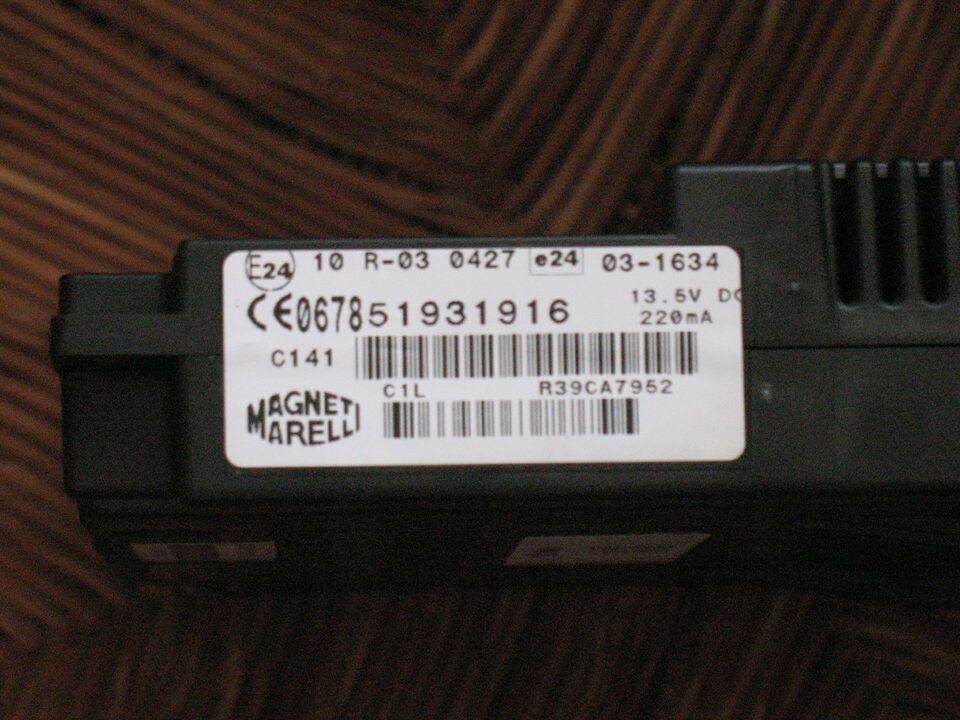 E24 10 R-03 0427 e24 03-1634
CE0678 51931916 13.5V DC
220mA
C141
C1L R39CA7952
MAGNETI
MARELLI